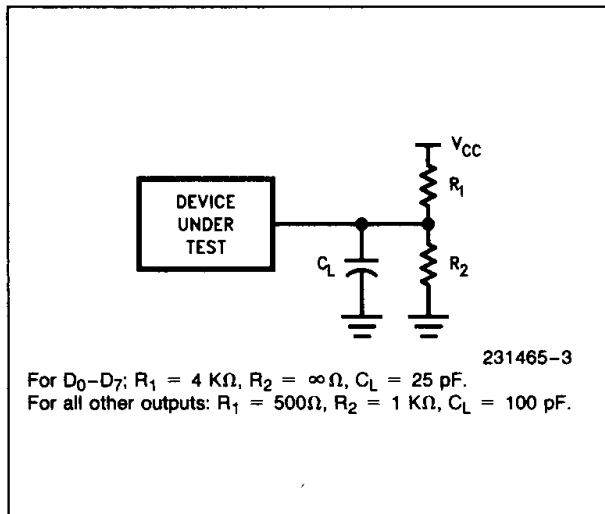 V_CC
R_1
DEVICE
UNDER
TEST
C_L
R_2
231465-3
For D_0–D_7; R_1 = 4 KΩ, R_2 = ∞ Ω, C_L = 25 pF.
For all other outputs: R_1 = 500Ω, R_2 = 1 KΩ, C_L = 100 pF.